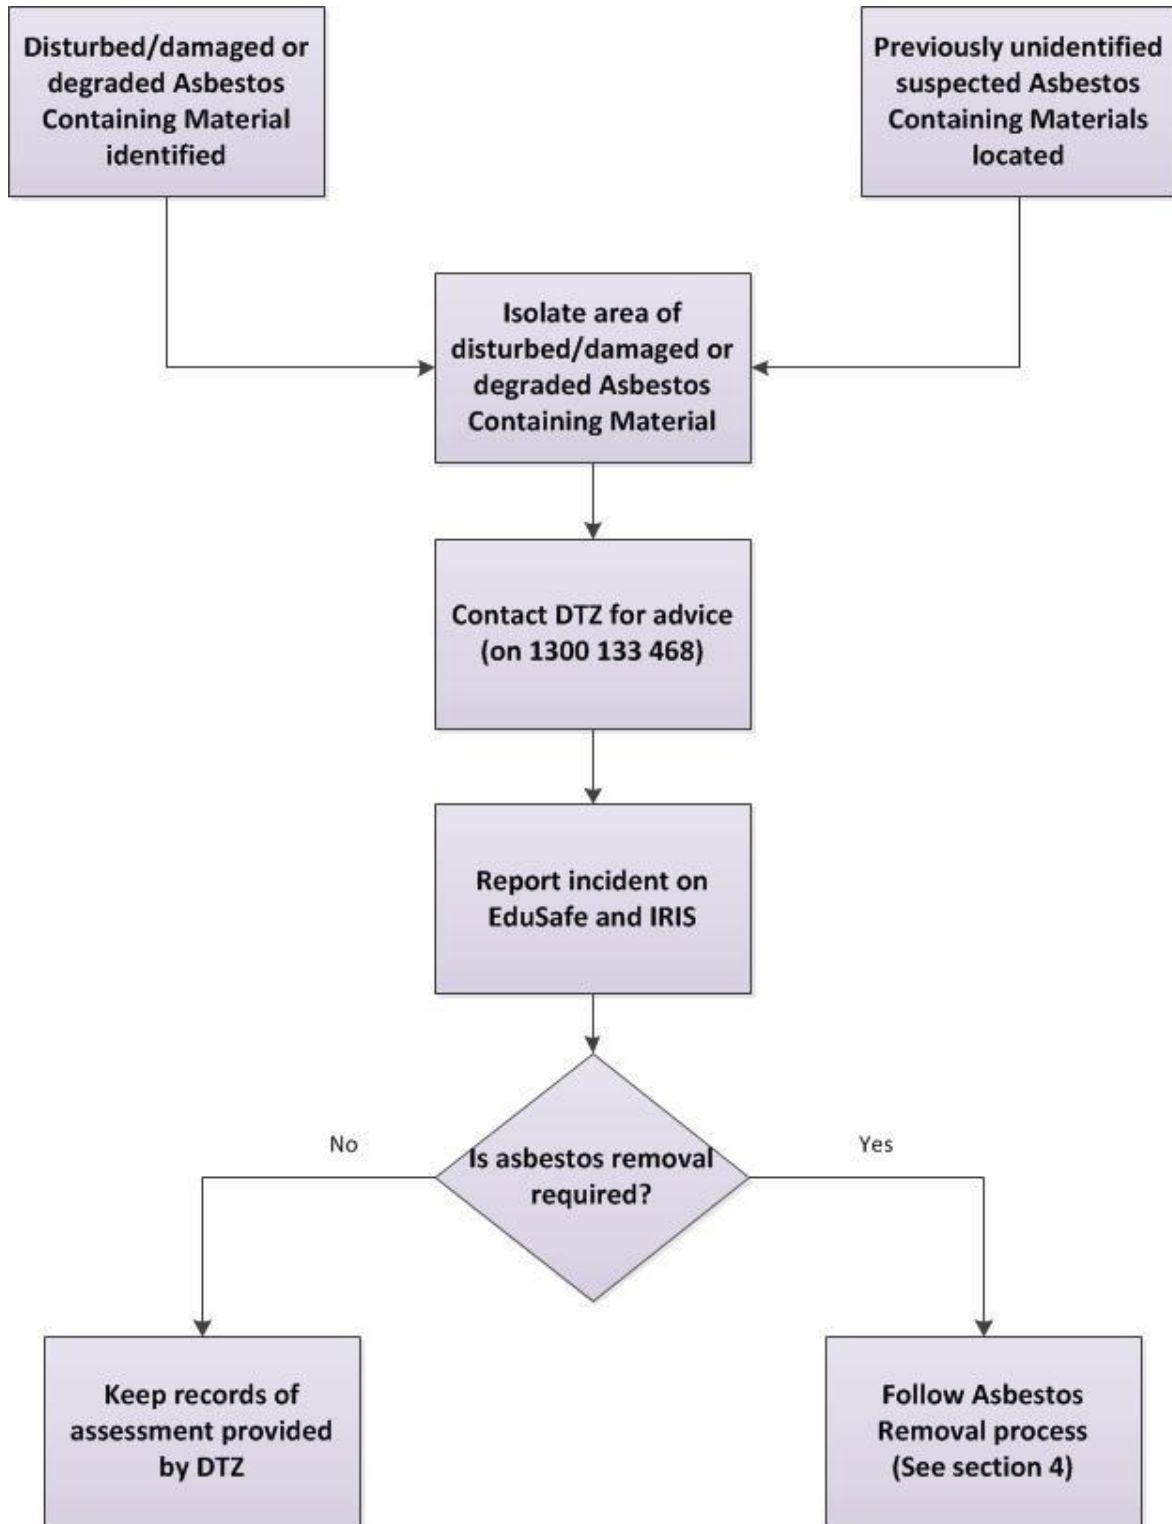 Disturbed/damaged or
degraded Asbestos
Containing Material
identified
Previously unidentified
suspected Asbestos
Containing Materials
located
Isolate area of
disturbed/damaged or
degraded Asbestos
Containing Material
Contact DTZ for advice
(on 1300 133 468)
Report incident on
EduSafe and IRIS
Is asbestos removal
required?
No
Yes
Keep records of
assessment provided
by DTZ
Follow Asbestos
Removal process
(See section 4)